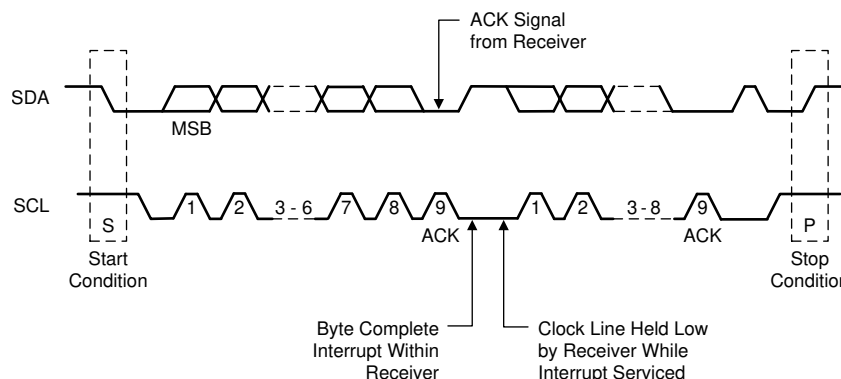 ACK Signal
from Receiver
SDA
MSB
SCL
1 2 3 - 6 7 8 9 1 2 3 - 8 9
S
ACK
ACK
P
Start
Condition
Stop
Condition
Byte Complete
Interrupt Within
Receiver
Clock Line Held Low
by Receiver While
Interrupt Serviced